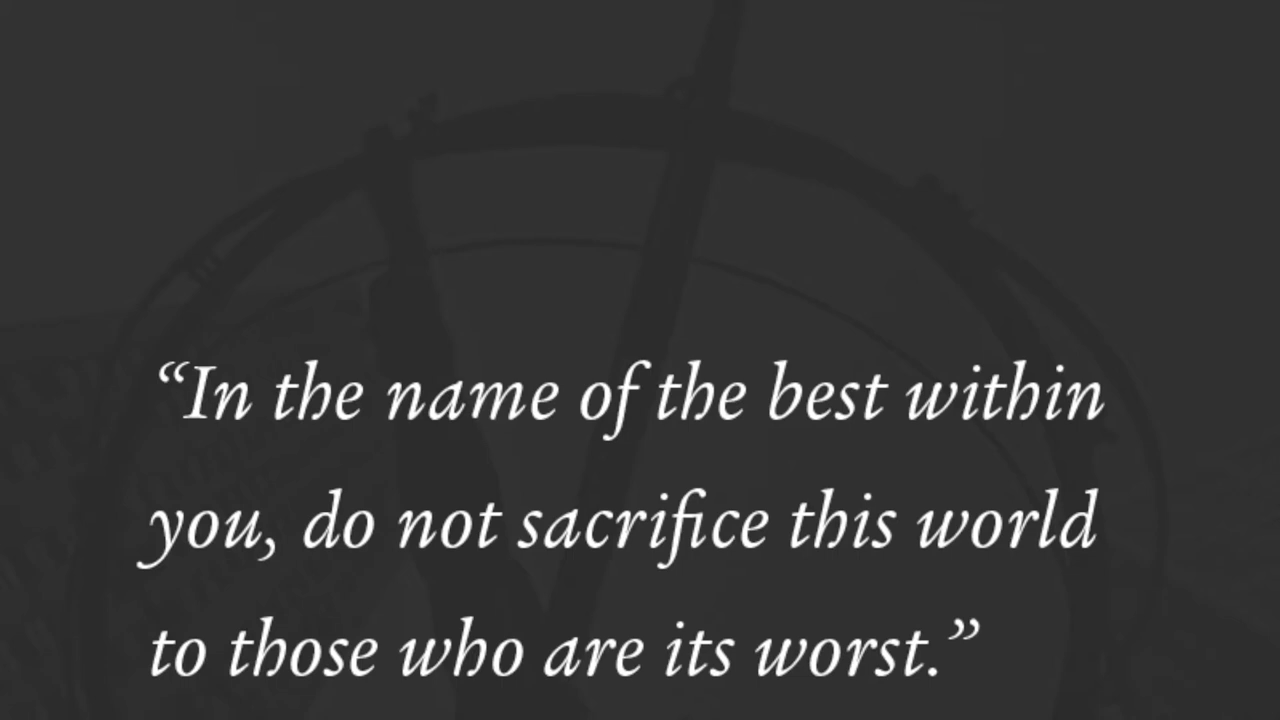 “In the name of the best within
you, do not sacrifice this world
to those who are its worst.”